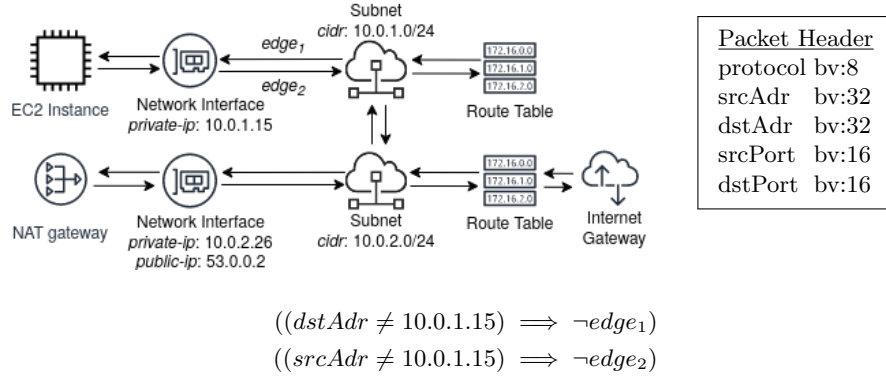 Subnet
cidr: 10.0.1.0/24
edge1
edge2
172.16.0.0
172.16.1.0
172.16.2.0
EC2 Instance
Network Interface
private-ip: 10.0.1.15
Route Table
NAT gateway
Network Interface
private-ip: 10.0.2.26
public-ip: 53.0.0.2
Subnet
cidr: 10.0.2.0/24
172.16.0.0
172.16.1.0
172.16.2.0
Route Table
Internet
Gateway
Packet Header
protocol bv:8
srcAdr bv:32
dstAdr bv:32
srcPort bv:16
dstPort bv:16
((dstAdr ≠ 10.0.1.15) ⟹ ¬edge₁)
((srcAdr ≠ 10.0.1.15) ⟹ ¬edge₂)